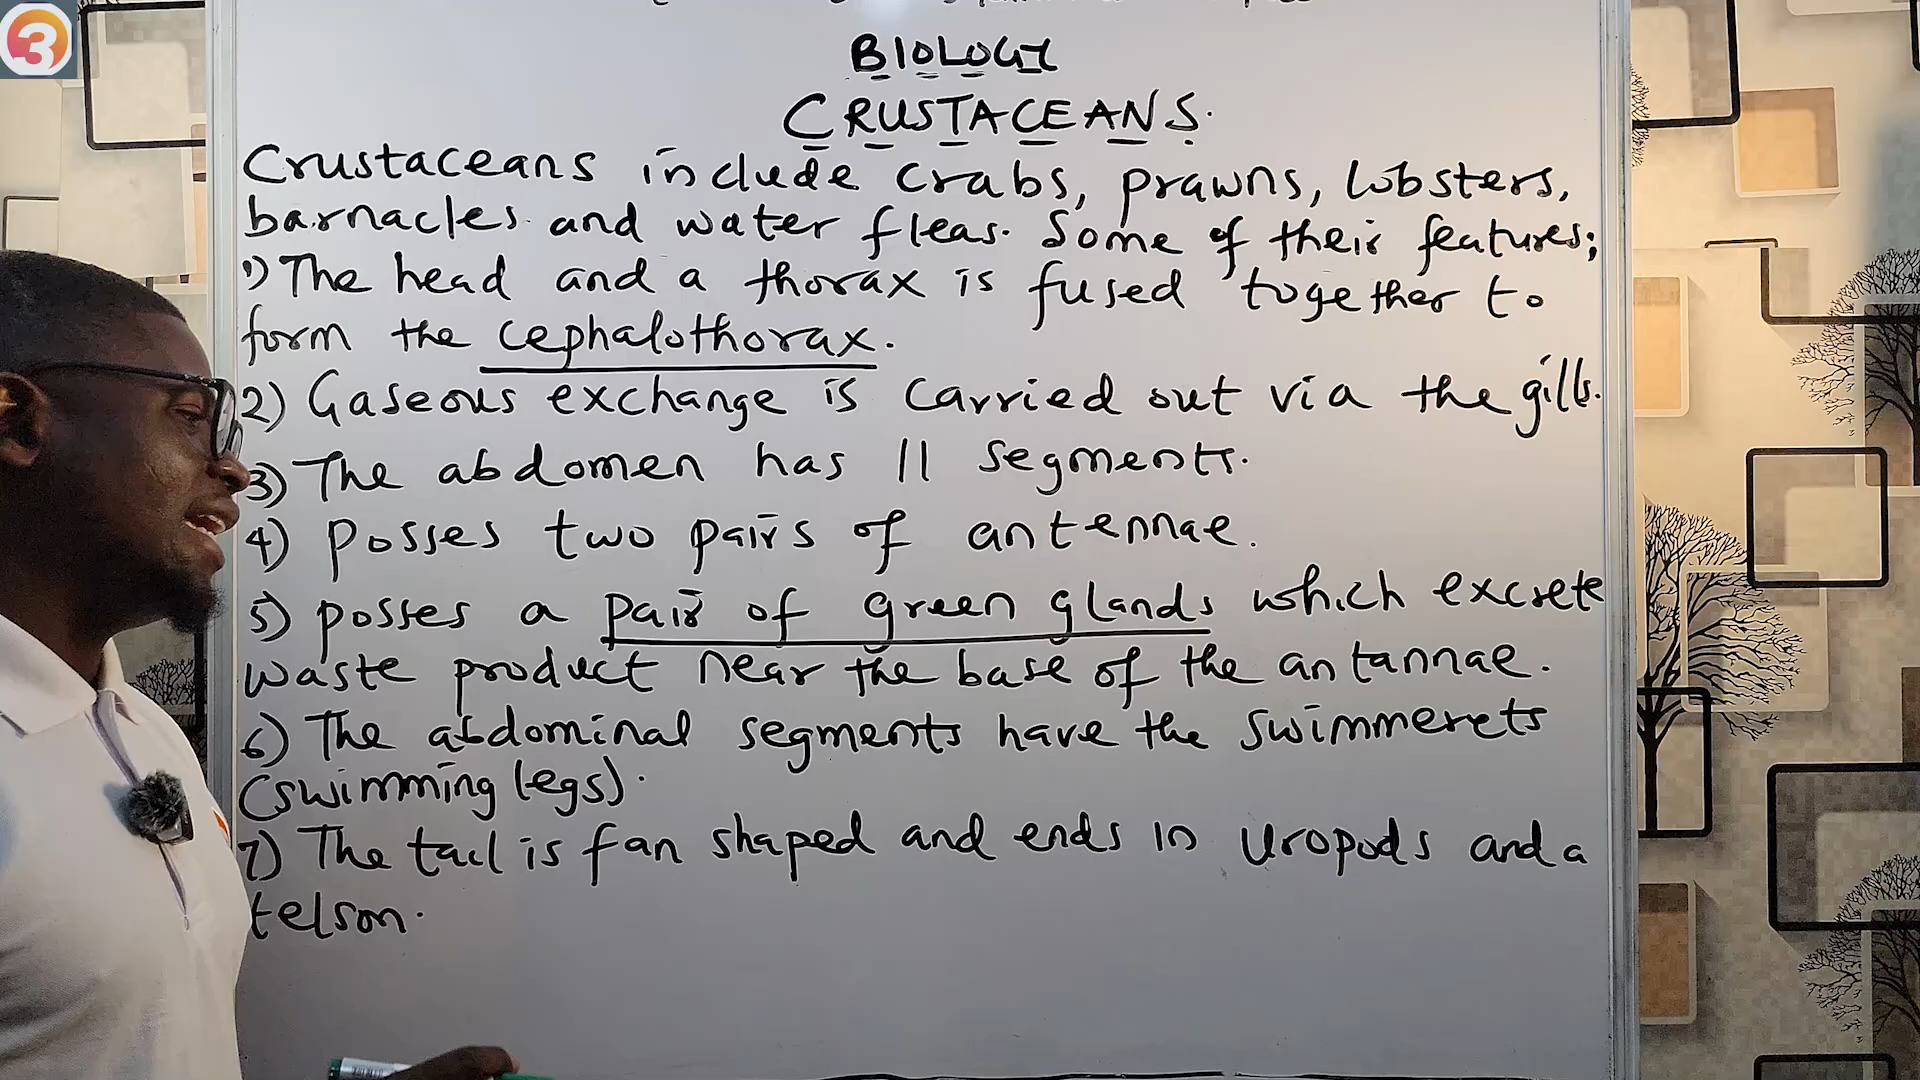 3
BIOLOGY
CRUSTACEANS.
Crustaceans include crabs, prawns, lobsters,
barnacles and water fleas. Some of their features;
1) The head and a thorax is fused together to
form the cephalothorax.
2) Gaseous exchange is carried out via the gills.
3) The abdomen has 11 segments.
4) Posses two pairs of antennae.
5) posses a pair of green glands which excrete
waste product near the base of the antannae.
6) The abdominal segments have the swimmerets
(swimming legs).
7) The tail is fan shaped and ends in uropods and a
telson.